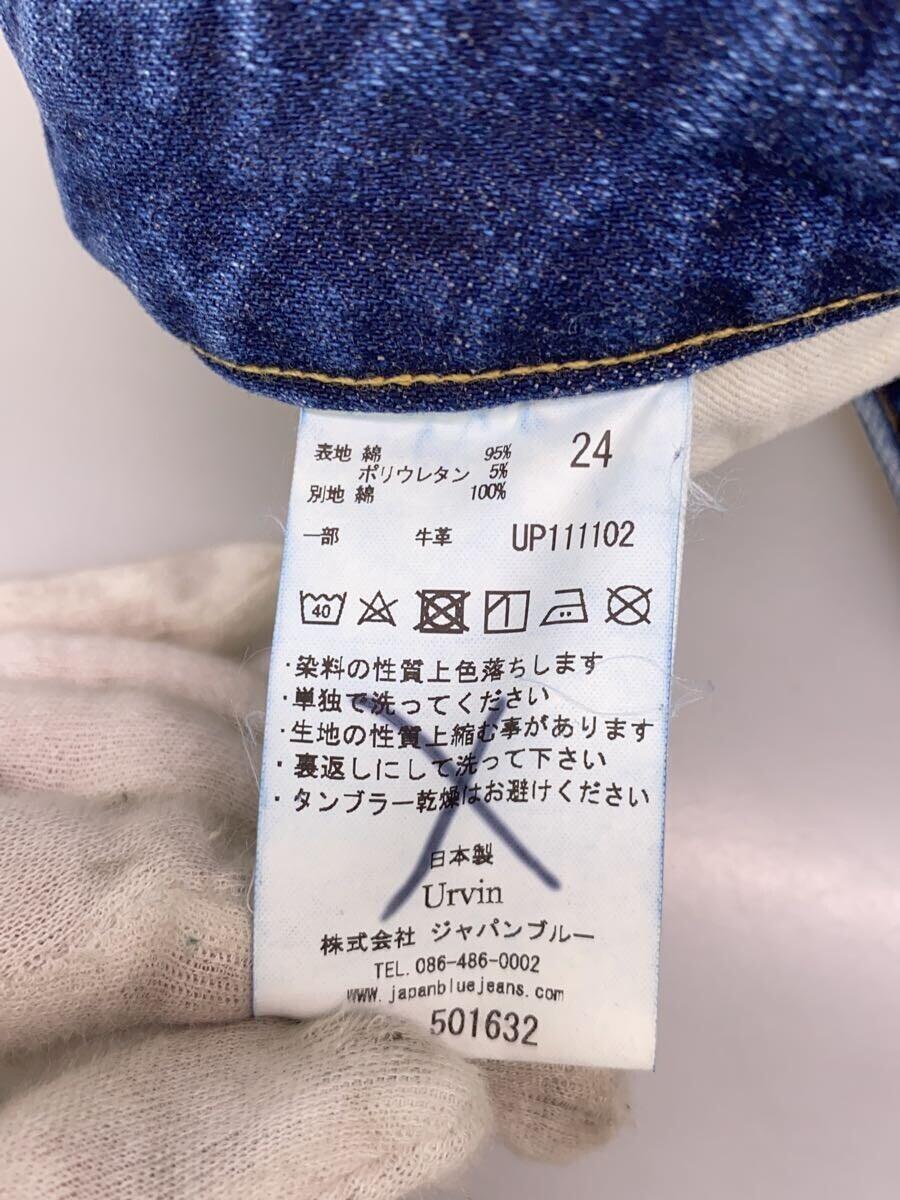 表地 綿 95% 24
ポリウレタン 5%
別地 綿 100%
一部 牛革 UP111102
40
・染料の性質上色落ちします
・単独で洗ってください
・生地の性質上縮む事があります
・裏返しにして洗って下さい
・タンブラー乾燥はお避けください
日本製
Urvin
株式会社 ジャパンブルー
TEL. 086-486-0002
www.japanbluejeans.com
501632